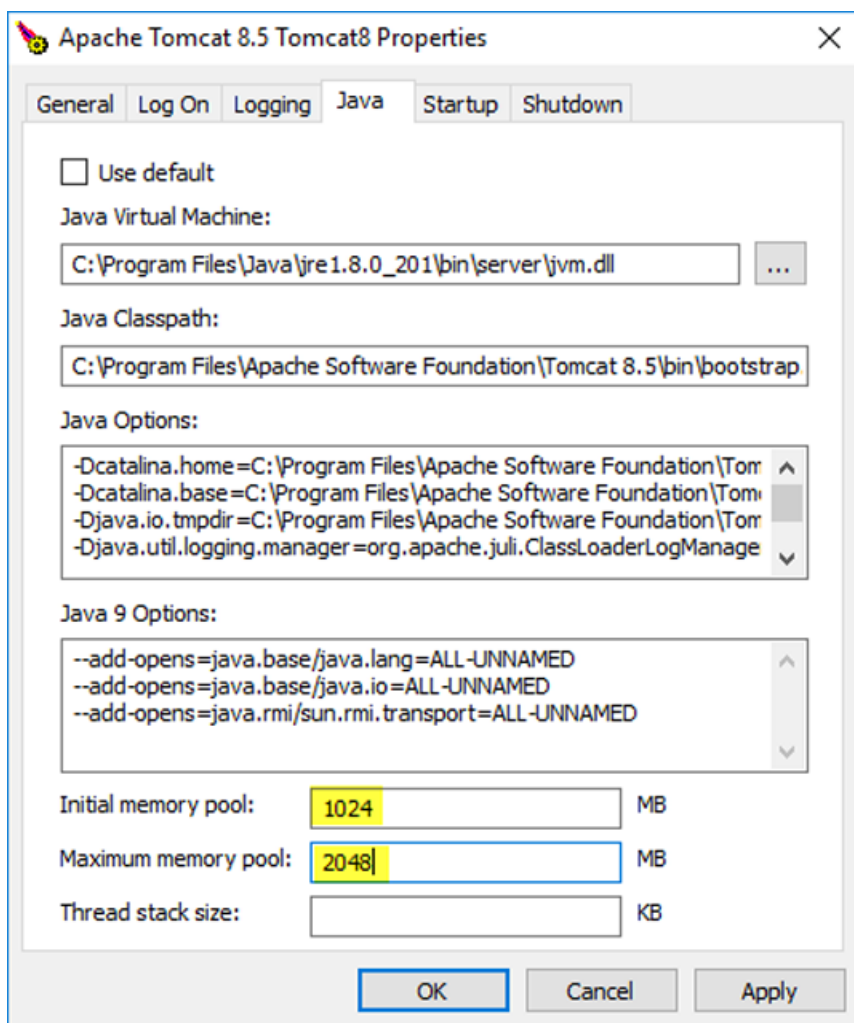 Apache Tomcat 8.5 Tomcat8 Properties
General Log On Logging Java Startup Shutdown
Use default
Java Virtual Machine:
C:\Program Files\Java\jre1.8.0_201\bin\server\jvm.dll ...
Java Classpath:
C:\Program Files\Apache Software Foundation\Tomcat 8.5\bin\bootstrap.
Java Options:
-Dcatalina.home=C:\Program Files\Apache Software Foundation\Tom
-Dcatalina.base=C:\Program Files\Apache Software Foundation\Tomc
-Djava.io.tmpdir=C:\Program Files\Apache Software Foundation\Tom
-Djava.util.logging.manager=org.apache.juli.ClassLoaderLogManager
Java 9 Options:
--add-opens=java.base/java.lang=ALL-UNNAMED
--add-opens=java.base/java.io=ALL-UNNAMED
--add-opens=java.rmi/sun.rmi.transport=ALL-UNNAMED
Initial memory pool: 1024 MB
Maximum memory pool: 2048 MB
Thread stack size: KB
OK Cancel Apply